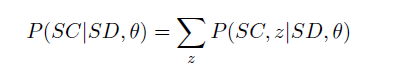 P(SC|SD, θ) = ∑_z P(SC, z|SD, θ)